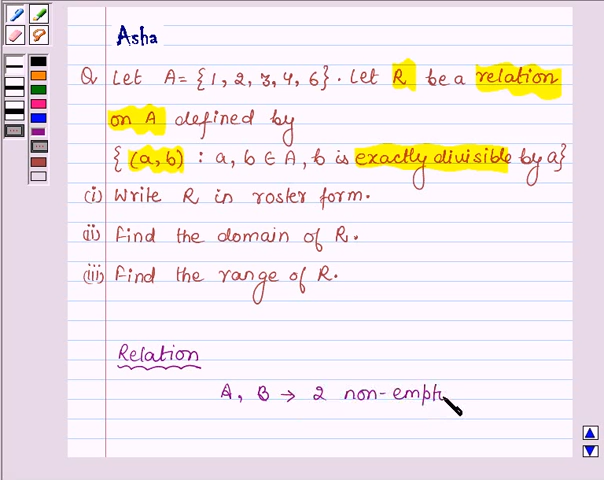 Asha
Q Let A = {1, 2, 3, 4, 6}. Let R be a relation
on A defined by
{(a, b) : a, b ∈ A, b is exactly divisible by a}
(i) Write R in roster form.
(ii) Find the domain of R.
(iii) Find the range of R.
Relation
A, B → 2 non-empt